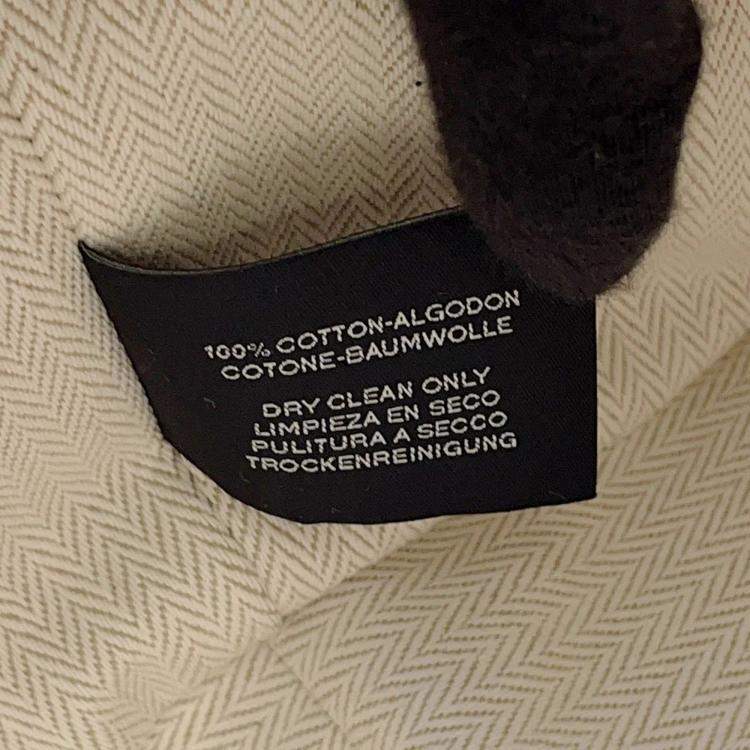 100% COTTON-ALGODON
COTONE-BAUMWOLLE
DRY CLEAN ONLY
LIMPIEZA EN SECO
PULITURA A SECCO
TROCKENREINIGUNG